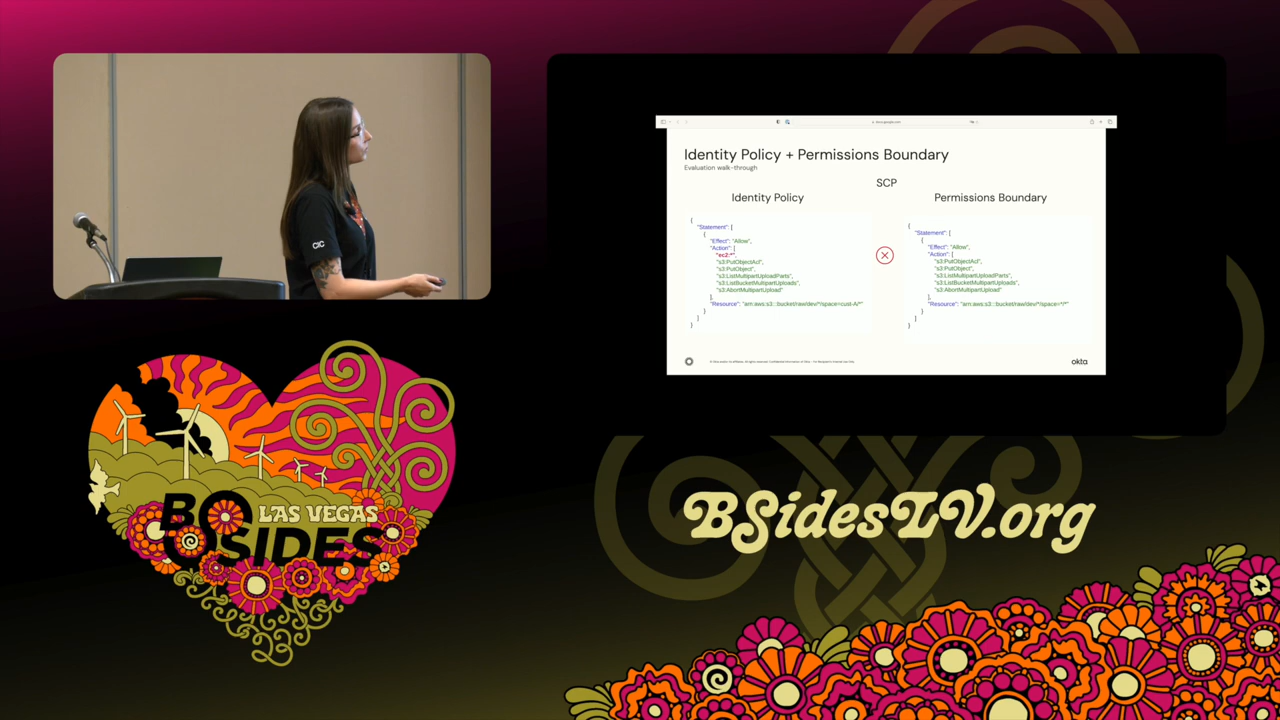 CIC
Identity Policy + Permissions Boundary
Evaluation walk-through
SCP
Identity Policy
{
"Statement": [
{
"Effect": "Allow",
"Action": [
"ec2:*",
"s3:PutObjectAcl",
"s3:PutObject",
"s3:ListMultipartUploadParts",
"s3:ListBucketMultipartUploads",
"s3:AbortMultipartUpload"
],
"Resource": "arn:aws:s3:::bucket/raw/dev/*/space=cust-A/*"
}
]
}
Permissions Boundary
{
"Statement": [
{
"Effect": "Allow",
"Action": [
"s3:PutObjectAcl",
"s3:PutObject",
"s3:ListMultipartUploadParts",
"s3:ListBucketMultipartUploads",
"s3:AbortMultipartUpload"
],
"Resource": "arn:aws:s3:::bucket/raw/dev/*/space=*/*"
}
]
}
okta
BSIDES
LAS VEGAS
23
BSidesLV.org